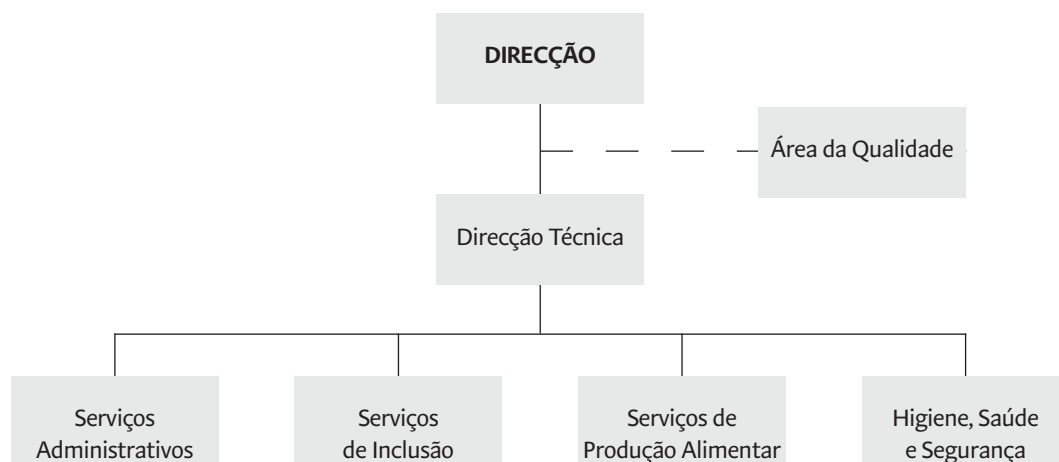 DIRECÇÃO
Área da Qualidade
Direcção Técnica
Serviços
Administrativos
Serviços
de Inclusão
Serviços de
Produção Alimentar
Higiene, Saúde
e Segurança